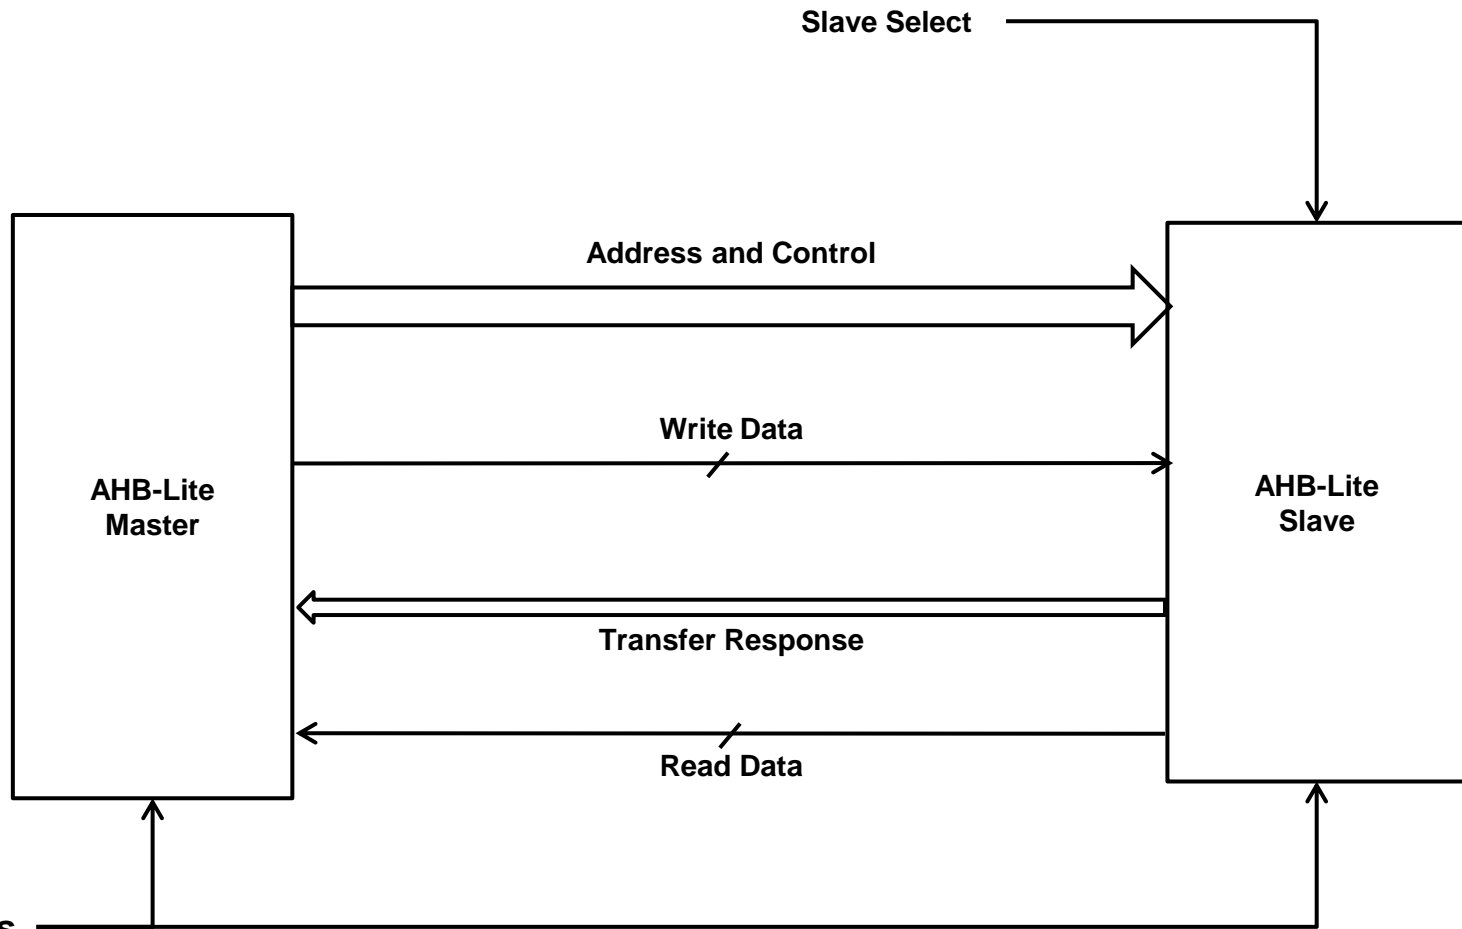 Slave Select
Address and Control
Write Data
AHB-Lite
Master
AHB-Lite
Slave
Transfer Response
Read Data